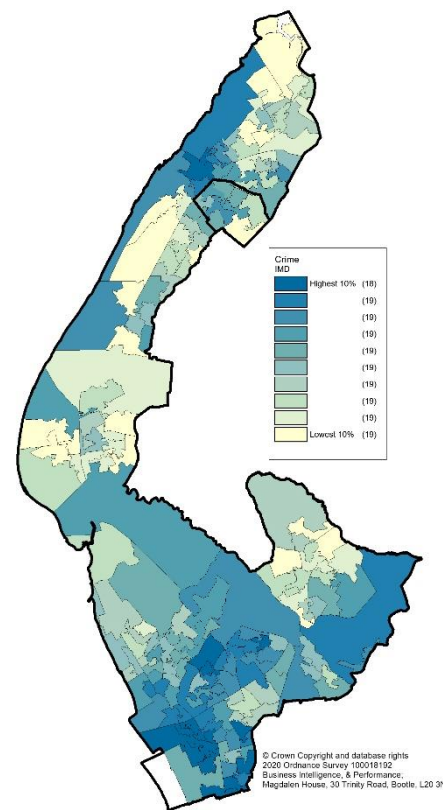 Crime
IMD
Highest 10% (18)
(19)
(19)
(19)
(19)
(19)
(19)
(19)
(19)
Lowest 10% (19)
© Crown Copyright and database rights
2020 Ordnance Survey 100018192
Business Intelligence, & Performance,
Magdalen House, 30 Trinity Road, Bootle, L20 3N